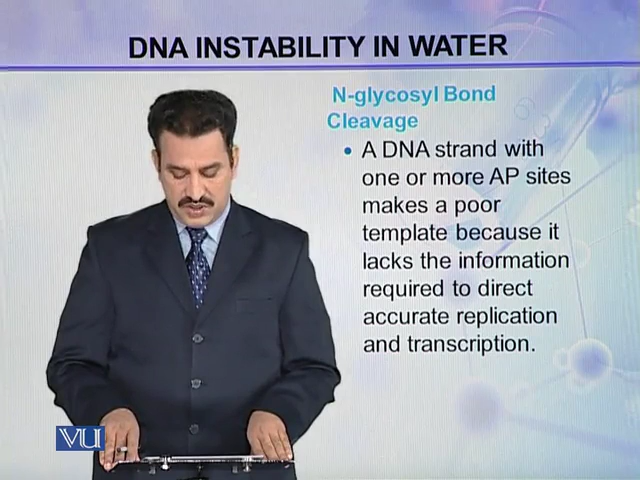 DNA INSTABILITY IN WATER
N-glycosyl Bond
Cleavage
• A DNA strand with
one or more AP sites
makes a poor
template because it
lacks the information
required to direct
accurate replication
and transcription.
VU